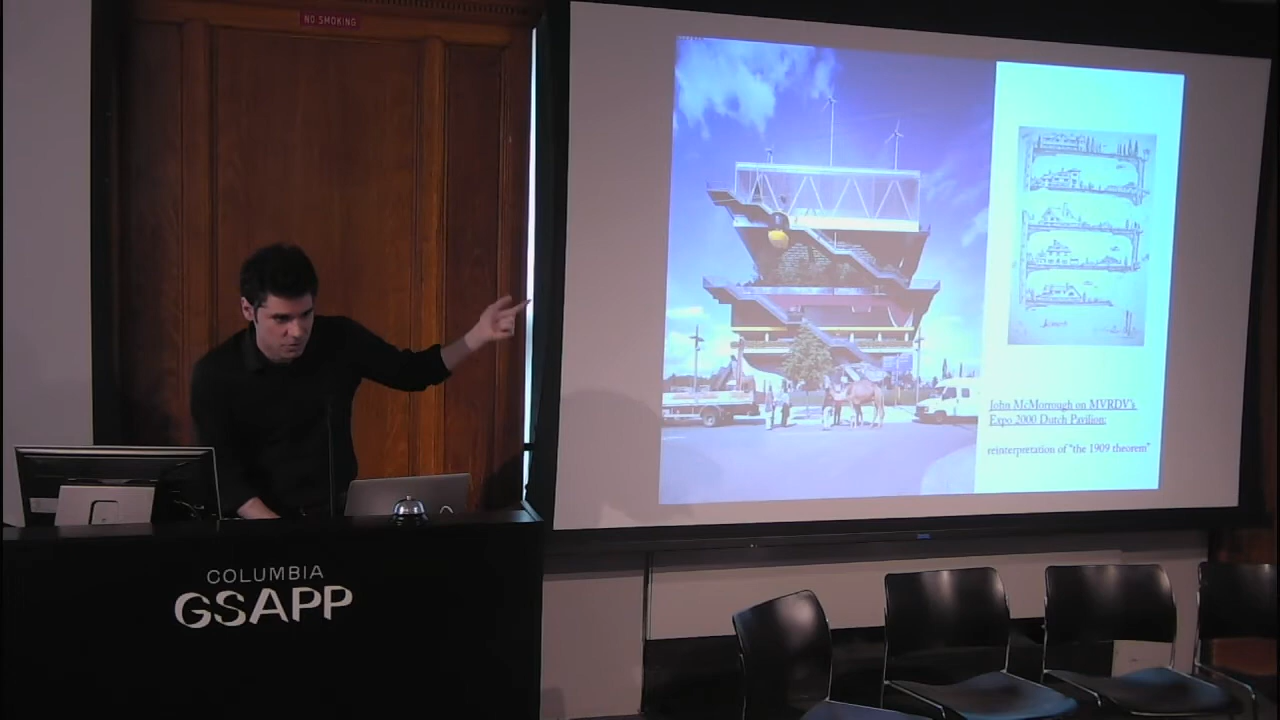 NO SMOKING
John McMorrough on MVRDV's
Expo 2000 Dutch Pavilion:
reinterpretation of "the 1909 theorem"
COLUMBIA
GSAPP